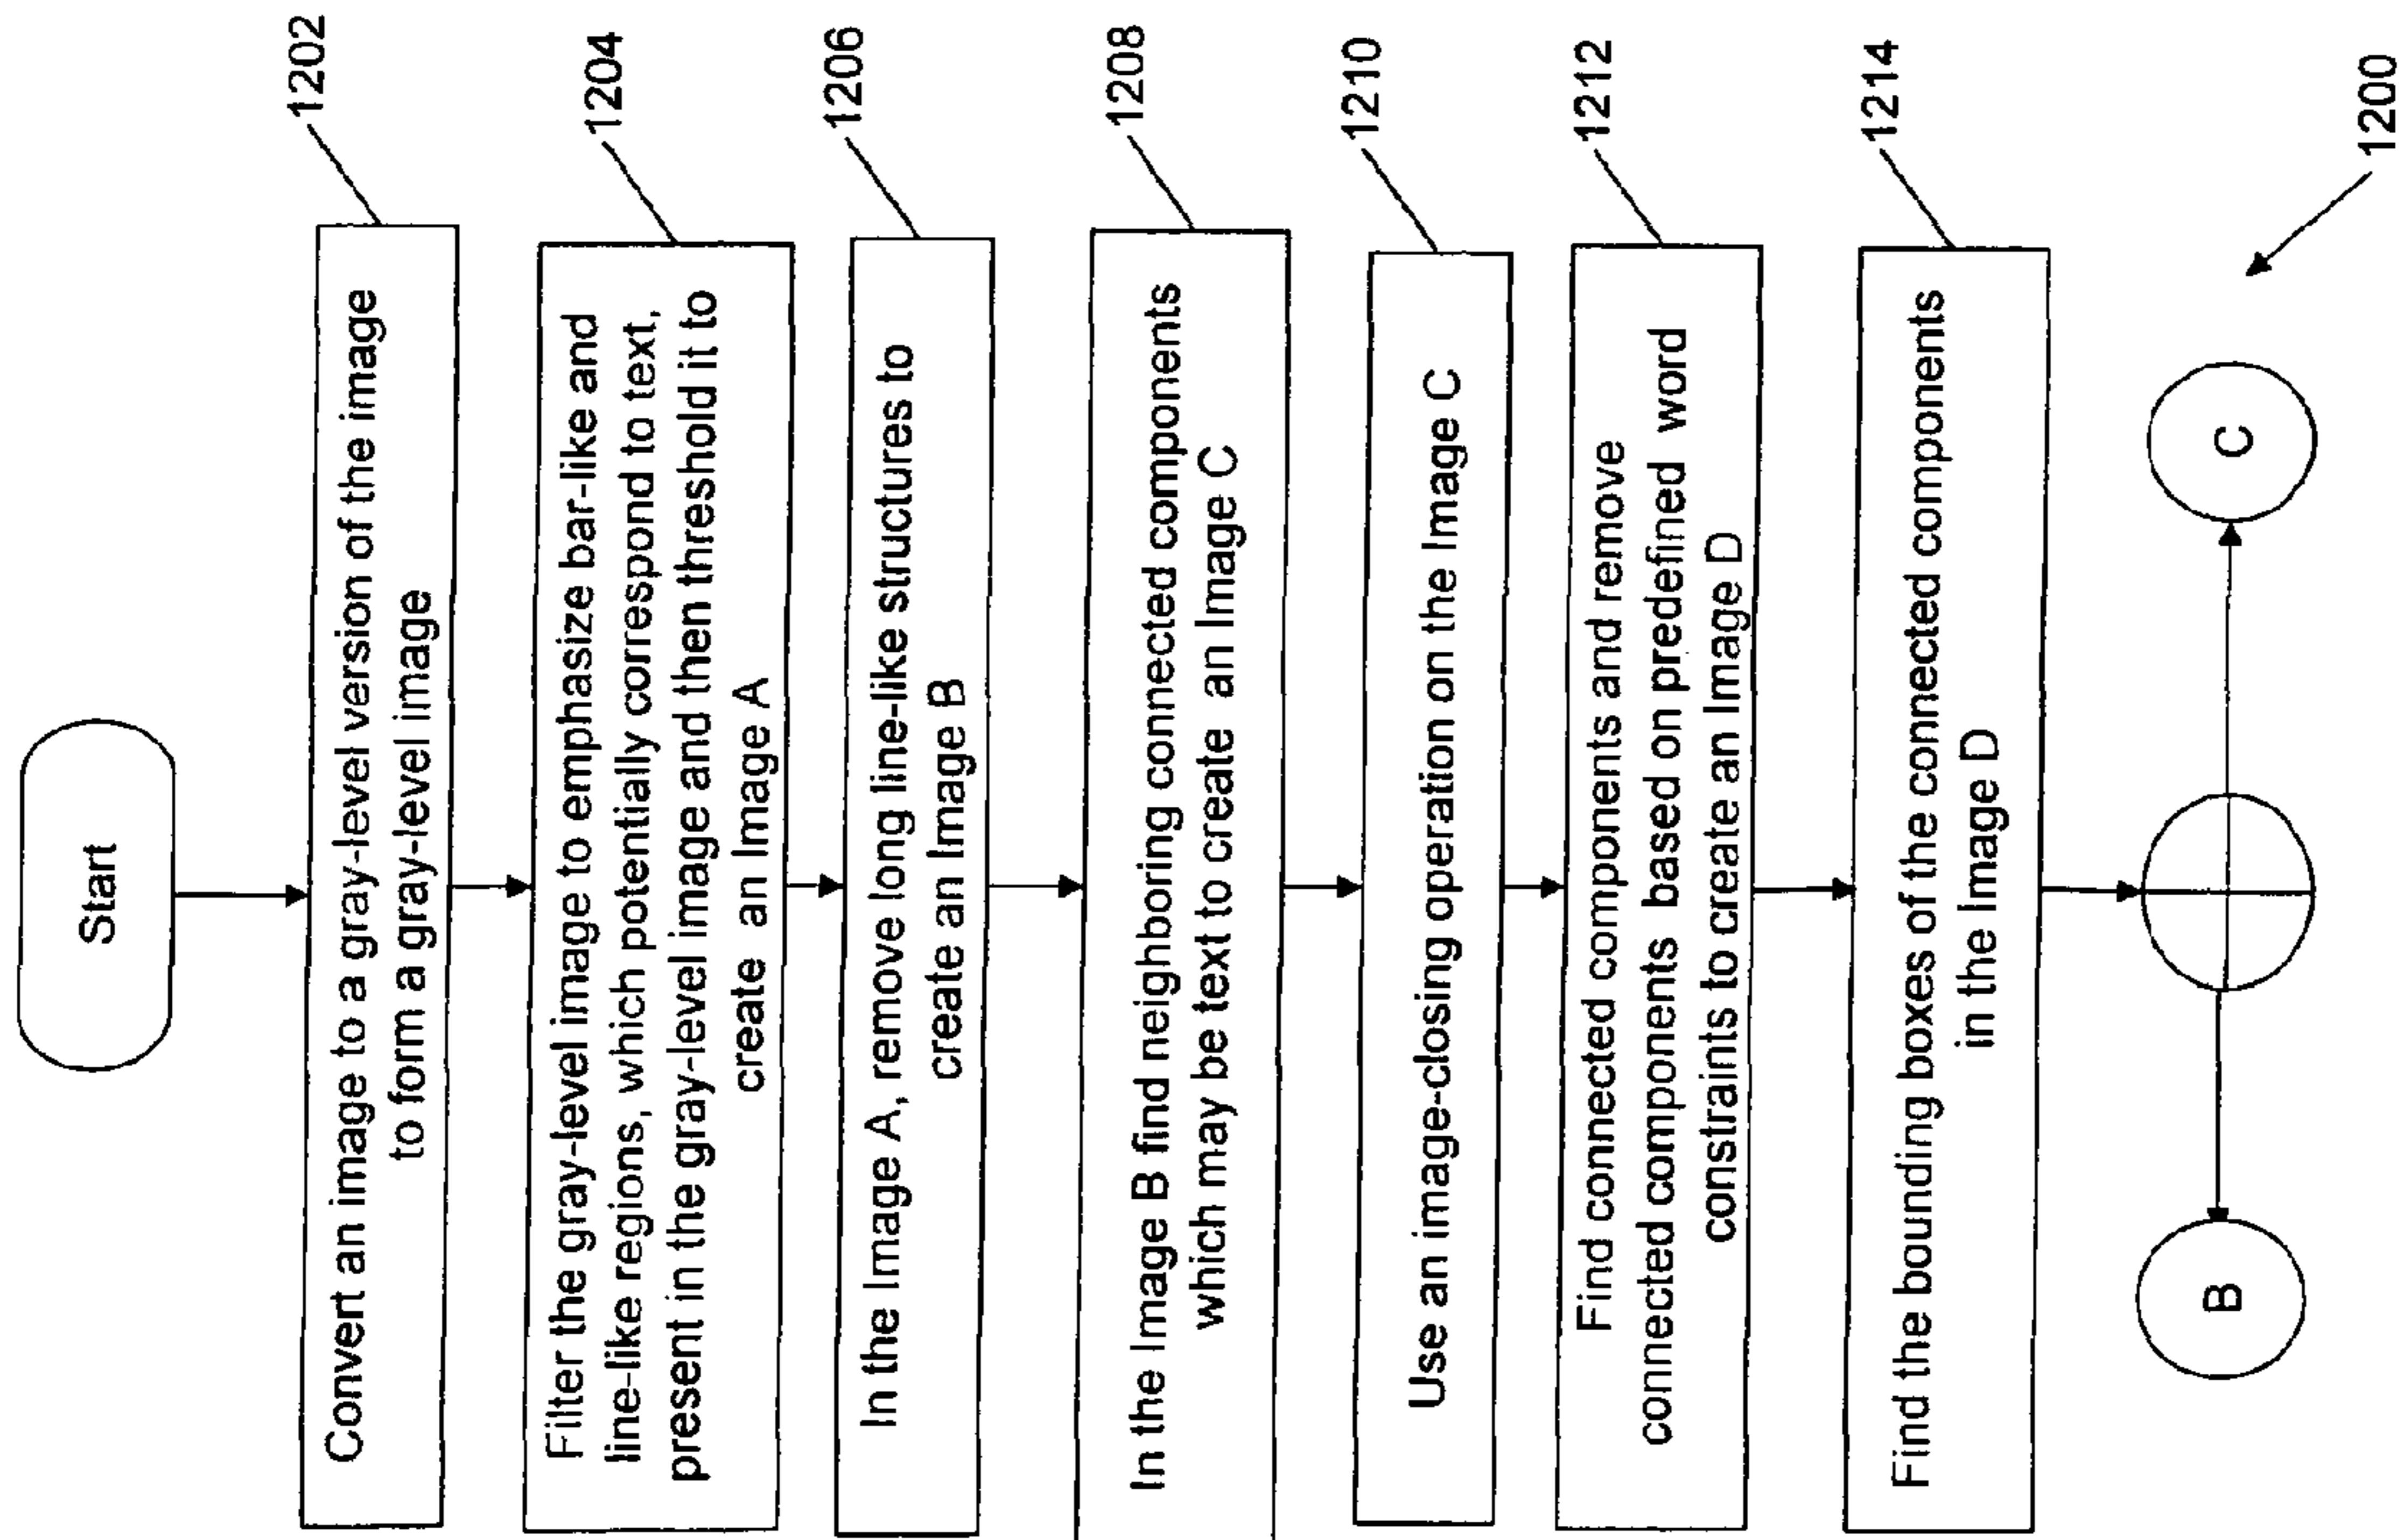 Start
Convert an image to a gray-level version of the image
to form a gray-level image
1202
Filter the gray-level image to emphasize bar-like and
line-like regions, which potentially correspond to text,
present in the gray-level image and then threshold it to
create an Image A
1204
In the Image A, remove long line-like structures to
create an Image B
1206
In the Image B find neighboring connected components
which may be text to create an Image C
1208
Use an image-closing operation on the Image C
1210
Find connected components and remove
connected components based on predefined word
constraints to create an Image D
1212
Find the bounding boxes of the connected components
in the Image D
1214
B
C
1200